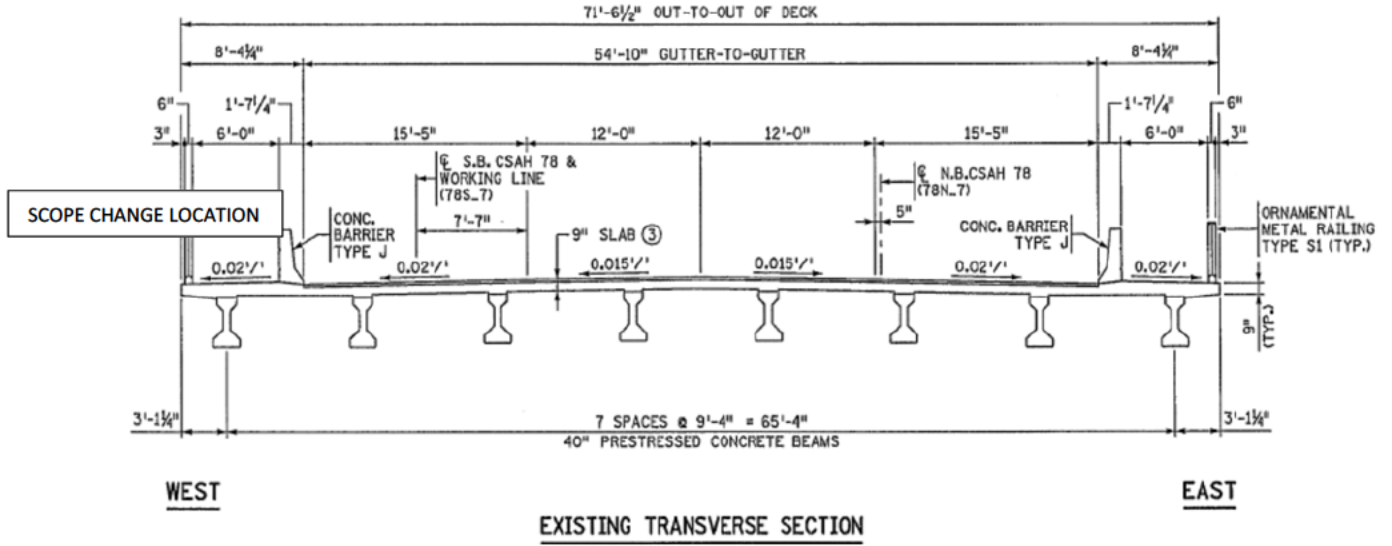 71'-6½" OUT-TO-OUT OF DECK
8'-4¼" 54'-10" GUTTER-TO-GUTTER 8'-4¼"
6" 1'-7¼" 1'-7¼" 6"
3" 6'-0" 15'-5" 12'-0" 12'-0" 15'-5" 6'-0" 3"
℄ S.B. CSAH 78 &
WORKING LINE
(78S_7)
℄ N.B.CSAH 78
(78N_7)
SCOPE CHANGE LOCATION
CONC.
BARRIER
TYPE J
7'-7"
9" SLAB ③
5"
CONC. BARRIER
TYPE J
ORNAMENTAL
METAL RAILING
TYPE S1 (TYP.)
0.02'/' 0.02'/' 0.015'/' 0.015'/' 0.02'/' 0.02'/'
9"
(TYP.)
3'-1¼" 7 SPACES @ 9'-4" = 65'-4" 3'-1¼"
40" PRESTRESSED CONCRETE BEAMS
WEST EAST
EXISTING TRANSVERSE SECTION